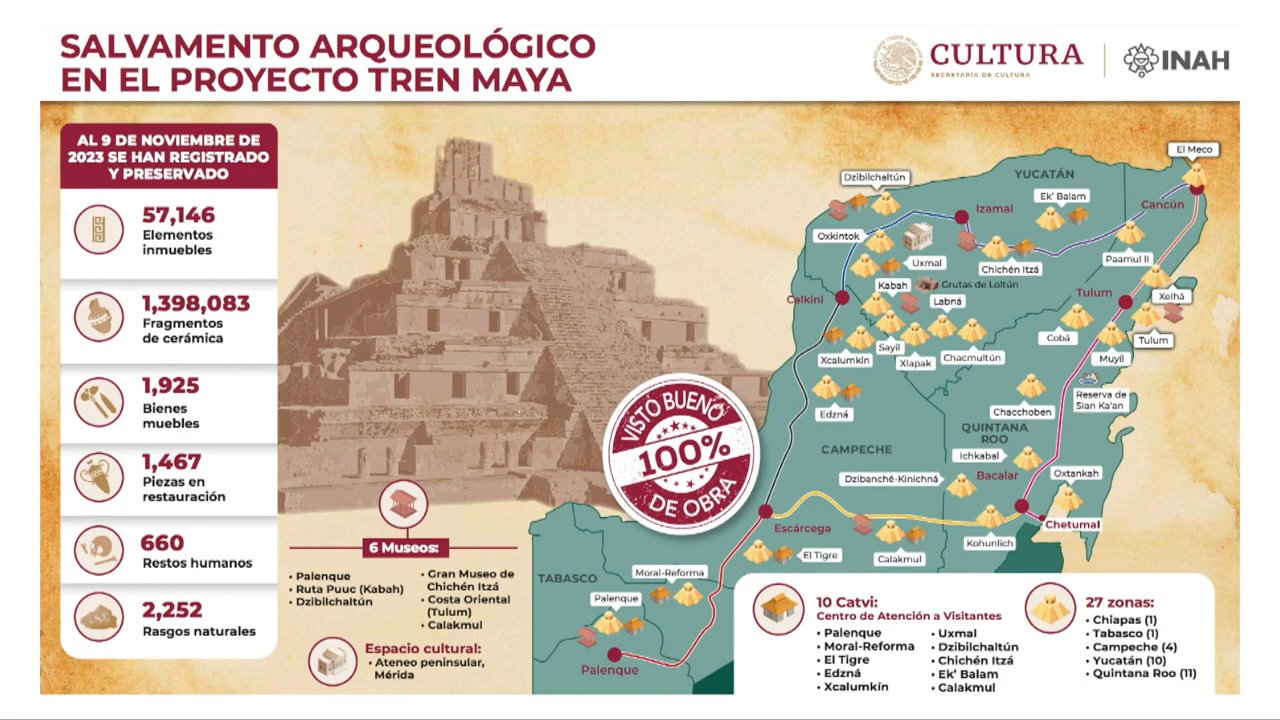 SALVAMENTO ARQUEOLÓGICO
EN EL PROYECTO TREN MAYA
CULTURA
SECRETARÍA DE CULTURA
INAH
AL 9 DE NOVIEMBRE DE
2023 SE HAN REGISTRADO
Y PRESERVADO
57,146
Elementos
inmuebles
1,398,083
Fragmentos
de cerámica
1,925
Bienes
muebles
1,467
Piezas en
restauración
660
Restos humanos
2,252
Rasgos naturales
VISTO BUENO
100%
DE OBRA
6 Museos:
• Palenque
• Ruta Puuc (Kabah)
• Dzibilchaltún
• Gran Museo de
Chichén Itzá
• Costa Oriental
(Tulum)
• Calakmul
Espacio cultural:
• Ateneo peninsular,
Mérida
El Meco
YUCATÁN
Dzibilchaltún
Ek' Balam
Cancún
Izamal
Oxkintok
Uxmal
Chichén Itzá
Paamul II
Kabah
Grutas de Loltún
Calkiní
Labná
Tulum
Xelhá
Cobá
Tulum
Xcalumkín
Sayil
Xlapak
Chacmultún
Muyil
Reserva de
Sian Ka'an
Edzná
Chacchoben
QUINTANA
ROO
CAMPECHE
Ichkabal
Bacalar
Oxtankah
Dzibanché-Kinichná
Chetumal
Escárcega
Kohunlich
El Tigre
Calakmul
TABASCO
Moral-Reforma
Palenque
Palenque
10 Catvi:
Centro de Atención a Visitantes
• Palenque
• Moral-Reforma
• El Tigre
• Edzná
• Xcalumkín
• Uxmal
• Dzibilchaltún
• Chichén Itzá
• Ek’ Balam
• Calakmul
27 zonas:
• Chiapas (1)
• Tabasco (1)
• Campeche (4)
• Yucatán (10)
• Quintana Roo (11)